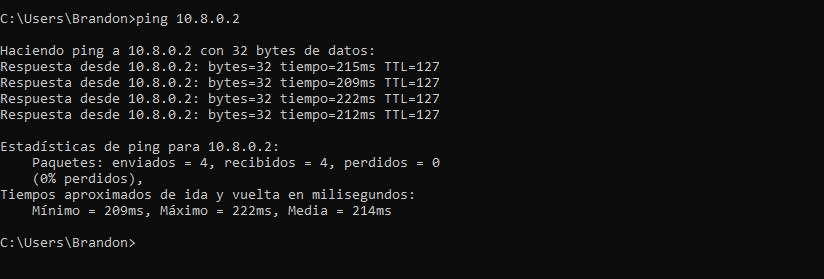 C:\Users\Brandon>ping 10.8.0.2
Haciendo ping a 10.8.0.2 con 32 bytes de datos:
Respuesta desde 10.8.0.2: bytes=32 tiempo=215ms TTL=127
Respuesta desde 10.8.0.2: bytes=32 tiempo=209ms TTL=127
Respuesta desde 10.8.0.2: bytes=32 tiempo=222ms TTL=127
Respuesta desde 10.8.0.2: bytes=32 tiempo=212ms TTL=127
Estadísticas de ping para 10.8.0.2:
Paquetes: enviados = 4, recibidos = 4, perdidos = 0
(0% perdidos),
Tiempos aproximados de ida y vuelta en milisegundos:
Mínimo = 209ms, Máximo = 222ms, Media = 214ms
C:\Users\Brandon>